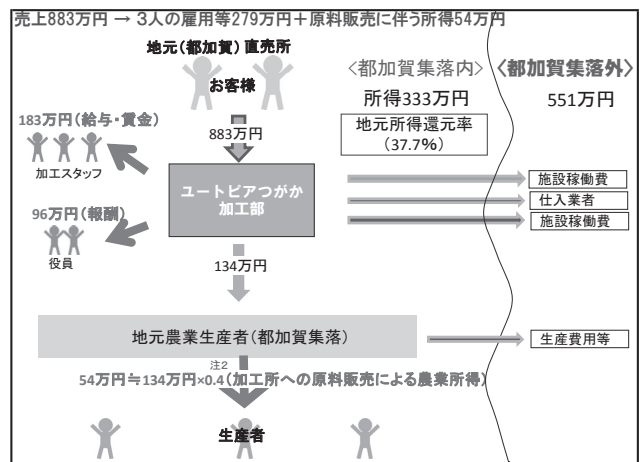 売上883万円 → 3人の雇用等279万円＋原料販売に伴う所得54万円
地元(都加賀)直売所
お客様
〈都加賀集落内〉
〈都加賀集落外〉
所得333万円
551万円
地元所得還元率
(37.7%)
183万円(給与・賃金)
加工スタッフ
883万円
ユートピアつがか
加工部
施設稼働費
仕入業者
施設稼働費
96万円(報酬)
役員
134万円
地元農業生産者(都加賀集落)
生産費用等
注2
54万円≒134万円×0.4(加工所への原料販売による農業所得)
生産者